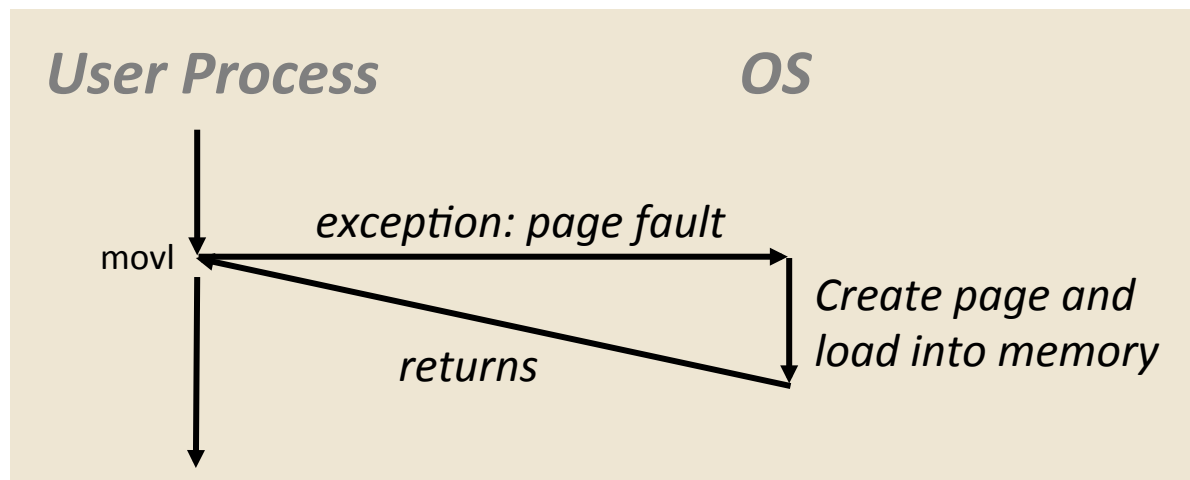 User Process
OS
exception: page fault
movl
Create page and
load into memory
returns